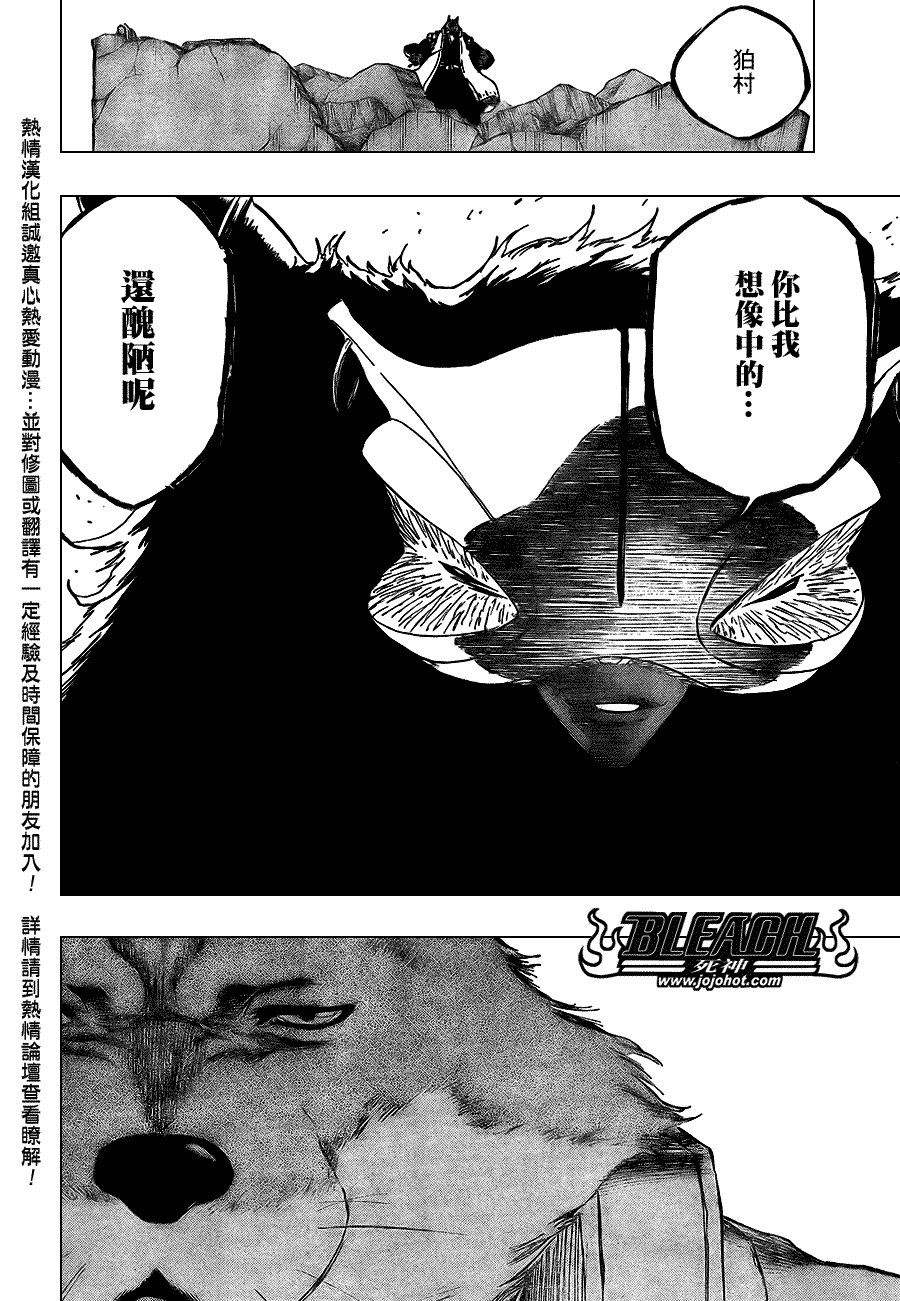 狛村
你比我
想像中的…
還醜陋呢
BLEACH
死神
www.jojohot.com
熱情漢化組誠邀真心熱愛動漫…並對修圖或翻譯有一定經驗及時間保障的朋友加入！
詳情請到熱情論壇查看瞭解！